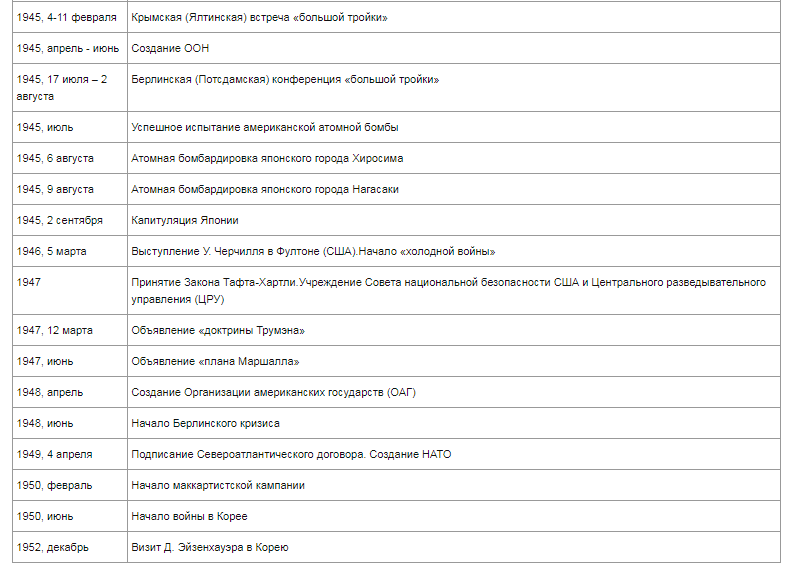 1945, 4-11 февраля Крымская (Ялтинская) встреча «большой тройки»
1945, апрель - июнь Создание ООН
1945, 17 июля – 2 Берлинская (Потсдамская) конференция «большой тройки»
августа
1945, июль Успешное испытание американской атомной бомбы
1945, 6 августа Атомная бомбардировка японского города Хиросима
1945, 9 августа Атомная бомбардировка японского города Нагасаки
1945, 2 сентября Капитуляция Японии
1946, 5 марта Выступление У. Черчилля в Фултоне (США).Начало «холодной войны»
1947 Принятие Закона Тафта-Хартли.Учреждение Совета национальной безопасности США и Центрального разведывательного
управления (ЦРУ)
1947, 12 марта Объявление «доктрины Трумэна»
1947, июнь Объявление «плана Маршалла»
1948, апрель Создание Организации американских государств (ОАГ)
1948, июнь Начало Берлинского кризиса
1949, 4 апреля Подписание Североатлантического договора. Создание НАТО
1950, февраль Начало маккартистской кампании
1950, июнь Начало войны в Корее
1952, декабрь Визит Д. Эйзенхауэра в Корею